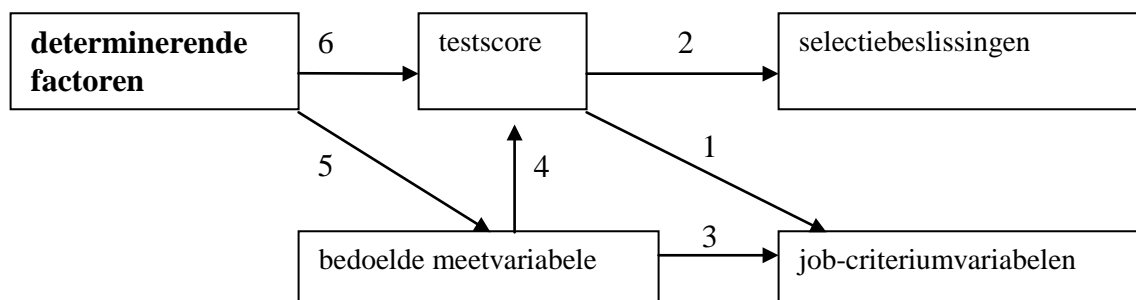 determinerende
factoren
6
testscore
2
selectiebeslissingen
5
4
1
bedoelde meetvariabele
3
job-criteriumvariabelen